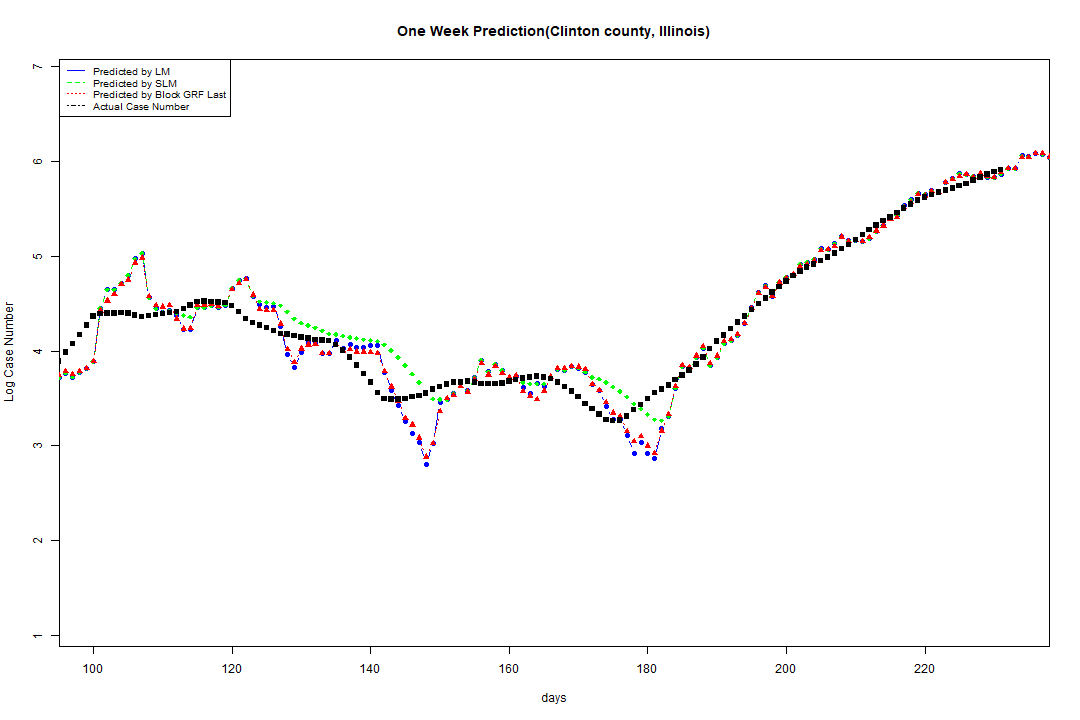 One Week Prediction(Clinton county, Illinois)
7
Predicted by LM
Predicted by SLM
Predicted by Block GRF Last
Actual Case Number
6
5
4
3
2
1
Log Case Number
100 120 140 160 180 200 220
days